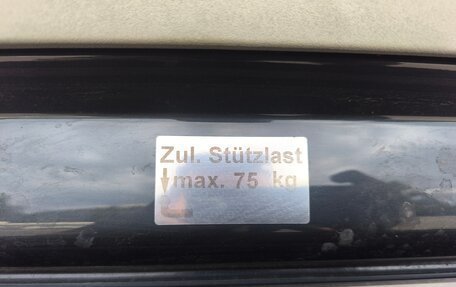 Zul. Stützlast
max. 75 kg